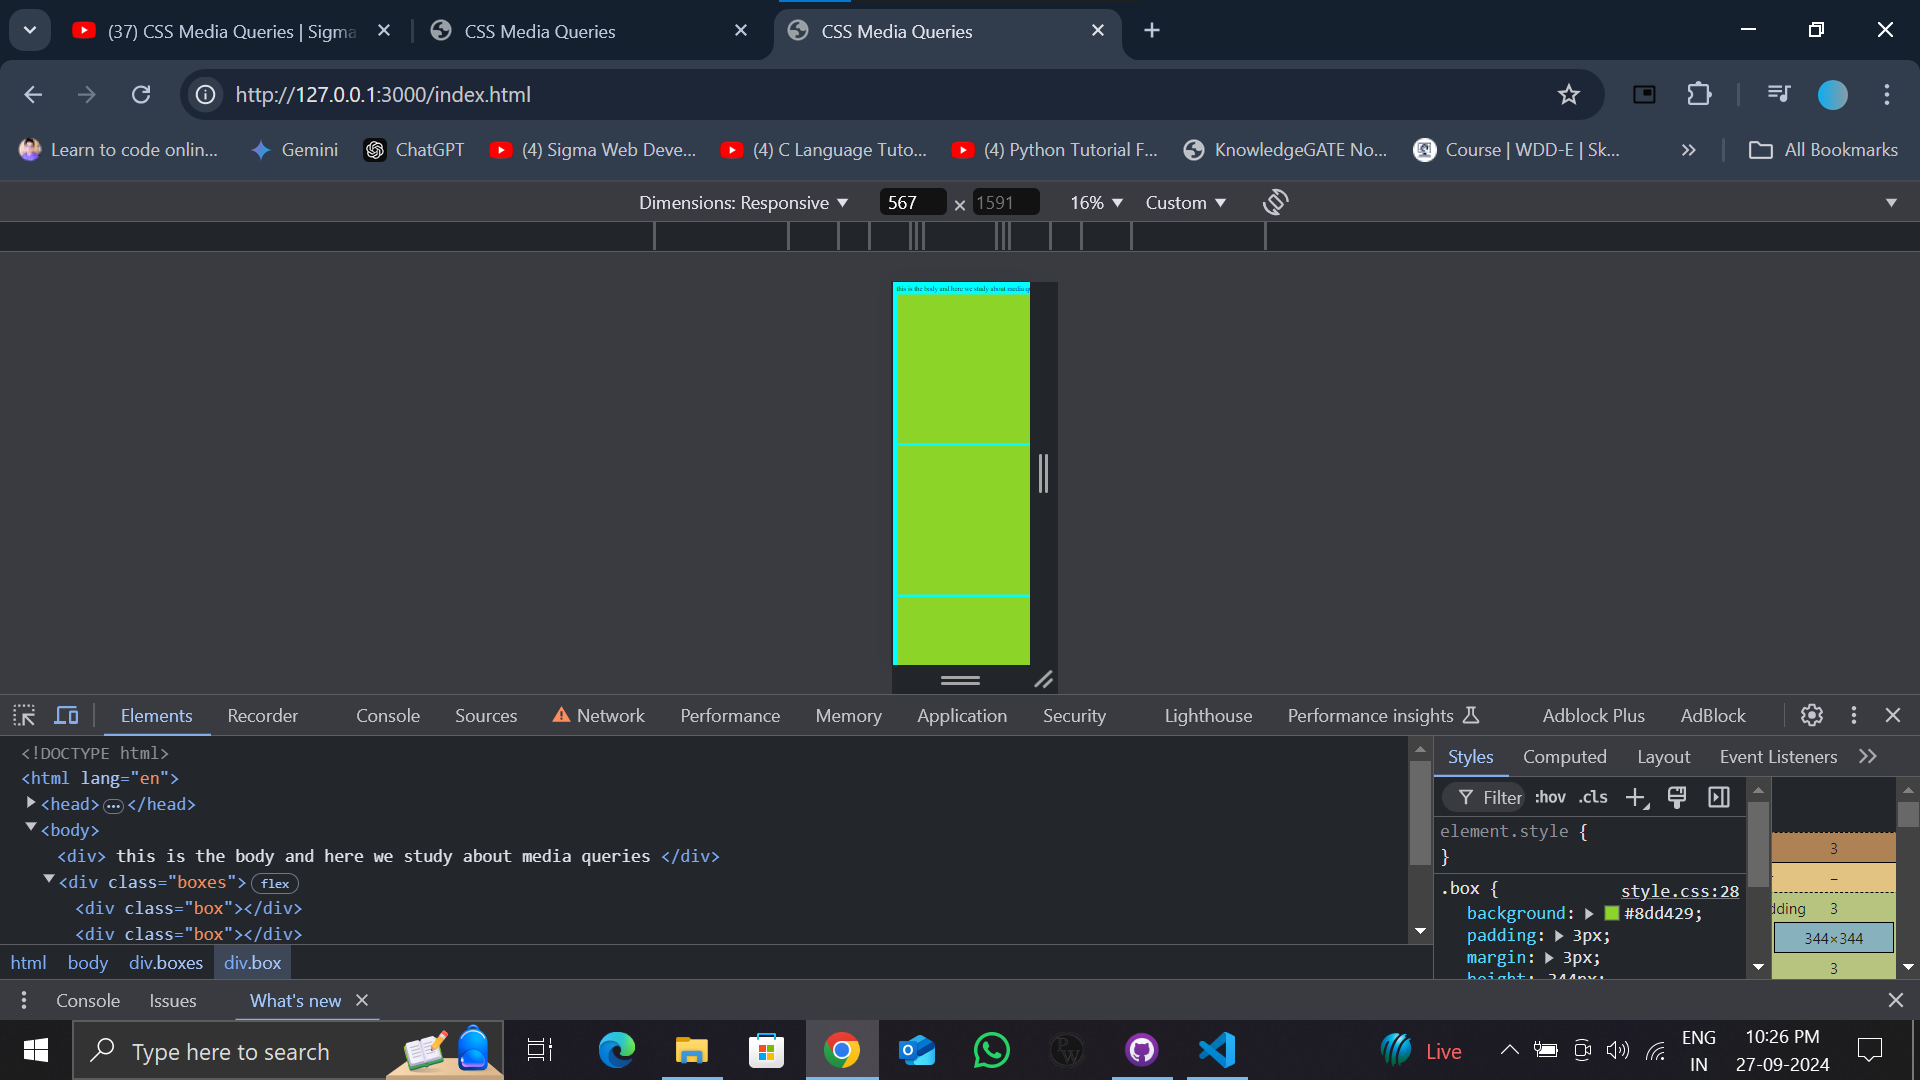 (37) CSS Media Queries | Sigma
CSS Media Queries
CSS Media Queries
http://127.0.0.1:3000/index.html
Learn to code onlin...
Gemini
ChatGPT
(4) Sigma Web Deve...
(4) C Language Tuto...
(4) Python Tutorial F...
KnowledgeGATE No...
Course | WDD-E | Sk...
All Bookmarks
Dimensions: Responsive
567 × 1591
16%
Custom
this is the body and here we study about media qu
Elements
Recorder
Console
Sources
Network
Performance
Memory
Application
Security
Lighthouse
Performance insights
Adblock Plus
AdBlock
<!DOCTYPE html>
<html lang="en">
<head>…</head>
<body>
<div> this is the body and here we study about media queries </div>
<div class="boxes"> flex
<div class="box"></div>
<div class="box"></div>
html
body
div.boxes
div.box
Styles
Computed
Layout
Event Listeners
Filter
:hov
.cls
element.style {
}
.box {
style.css:28
background: #8dd429;
padding: 3px;
margin: 3px;
height: 344px;
3
–
dding 3
344×344
3
Console
Issues
What's new
Type here to search
Live
ENG
IN
10:26 PM
27-09-2024